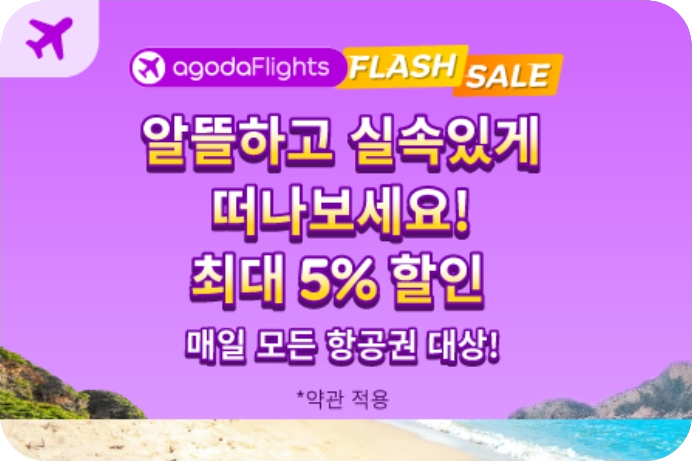 agodaFlights FLASH SALE
알뜰하고 실속있게
떠나보세요!
최대 5% 할인
매일 모든 항공권 대상!
*약관 적용